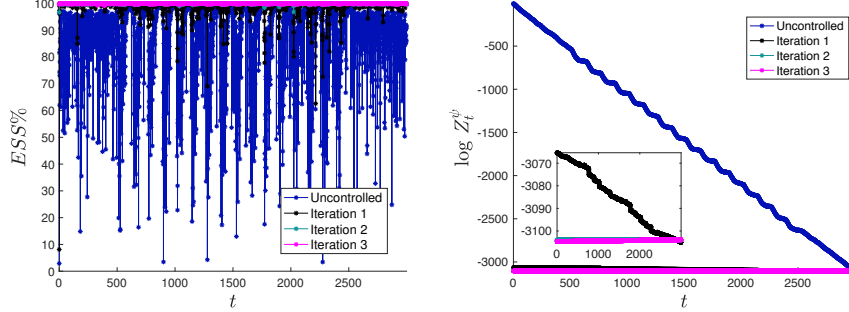 100
90
80
70
60
50
40
30
20
10
0
ESS%
0 500 1000 1500 2000 2500
t
Uncontrolled
Iteration 1
Iteration 2
Iteration 3
-500
-1000
-1500
-2000
-2500
-3000
log Z_t^ψ
0 500 1000 1500 2000 2500
t
Uncontrolled
Iteration 1
Iteration 2
Iteration 3
-3070
-3080
-3090
-3100
0 1000 2000